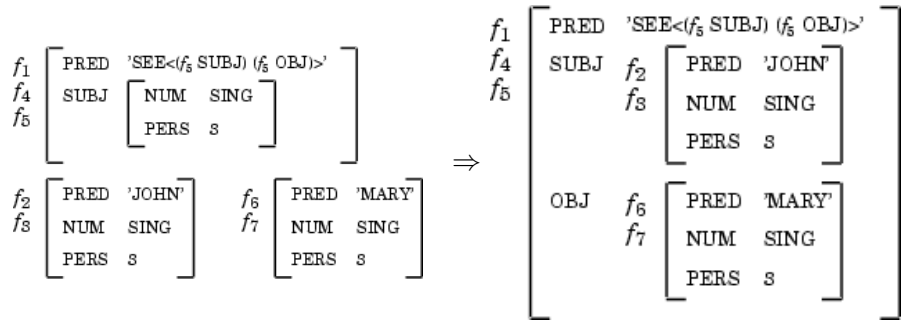 f₁ PRED 'SEE<(f₅ SUBJ) (f₅ OBJ)>'
f₄ SUBJ NUM SING
f₅ PERS 3
f₂ PRED 'JOHN'
f₃ NUM SING
PERS 3
f₆ PRED 'MARY'
f₇ NUM SING
PERS 3
⇒
f₁ PRED 'SEE<(f₅ SUBJ) (f₅ OBJ)>'
f₄ SUBJ f₂ PRED 'JOHN'
f₅ f₃ NUM SING
PERS 3
OBJ f₆ PRED 'MARY'
f₇ NUM SING
PERS 3